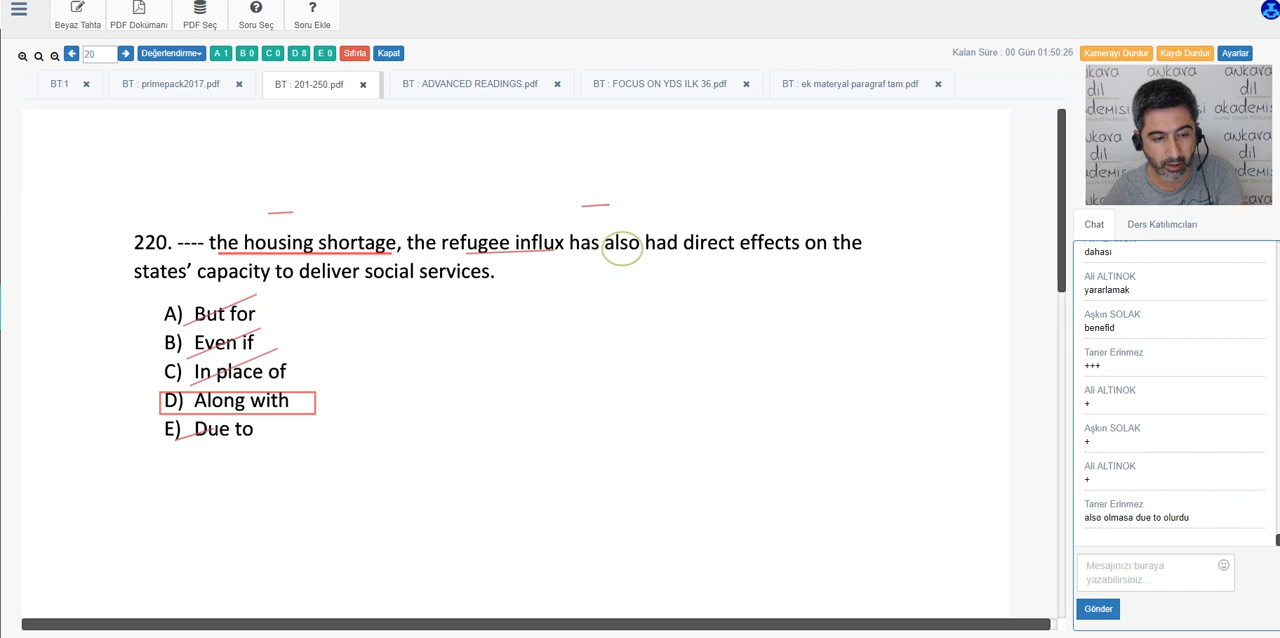 Beyaz Tahta
PDF Dokümanı
PDF Seç
Soru Seç
Soru Ekle
20
Değerlendirme
A 1
B 0
C 0
D 8
E 0
Sıfırla
Kapat
Kalan Süre : 00 Gün 01:50:26
Kamerayı Durdur
Kaydı Durdur
Ayarlar
BT:1
BT : primepack2017.pdf
BT : 201-250.pdf
BT : ADVANCED READINGS.pdf
BT : FOCUS ON YDS ILK 36.pdf
BT : ek materyal paragraf tam.pdf
220. ---- the housing shortage, the refugee influx has also had direct effects on the
states’ capacity to deliver social services.
A) But for
B) Even if
C) In place of
D) Along with
E) Due to
ankara
dil
akademisi
Chat
Ders Katılımcıları
dahası
Ali ALTINOK
yararlamak
Aşkın SOLAK
benefid
Taner Erinmez
+++
Ali ALTINOK
+
Aşkın SOLAK
+
Ali ALTINOK
+
Taner Erinmez
also olmasa due to olurdu
Mesajınızı buraya
yazabilirsiniz...
Gönder